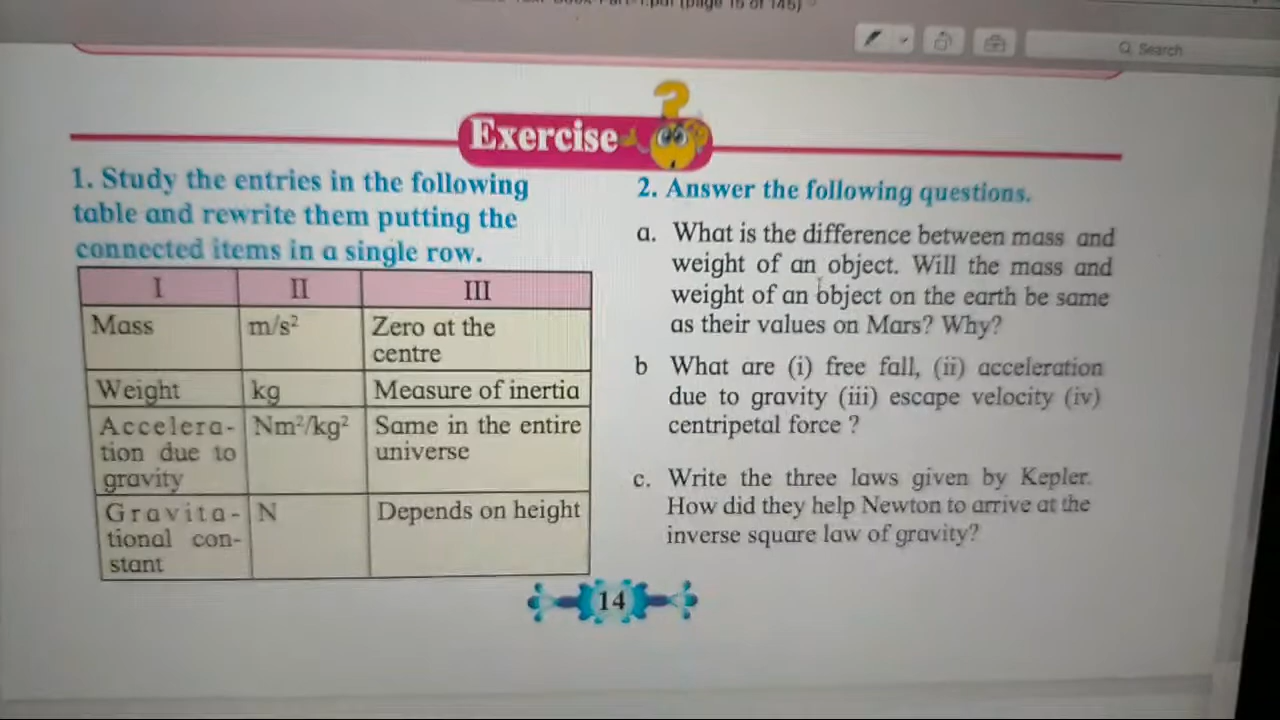 (page 15 of 145)
Search
Exercise
1. Study the entries in the following
table and rewrite them putting the
connected items in a single row.
I II III
Mass m/s² Zero at the
centre
Weight kg Measure of inertia
Accelera- Nm²/kg² Same in the entire
tion due to universe
gravity
Gravita- N Depends on height
tional con-
stant
2. Answer the following questions.
a. What is the difference between mass and
weight of an object. Will the mass and
weight of an object on the earth be same
as their values on Mars? Why?
b What are (i) free fall, (ii) acceleration
due to gravity (iii) escape velocity (iv)
centripetal force ?
c. Write the three laws given by Kepler.
How did they help Newton to arrive at the
inverse square law of gravity?
14